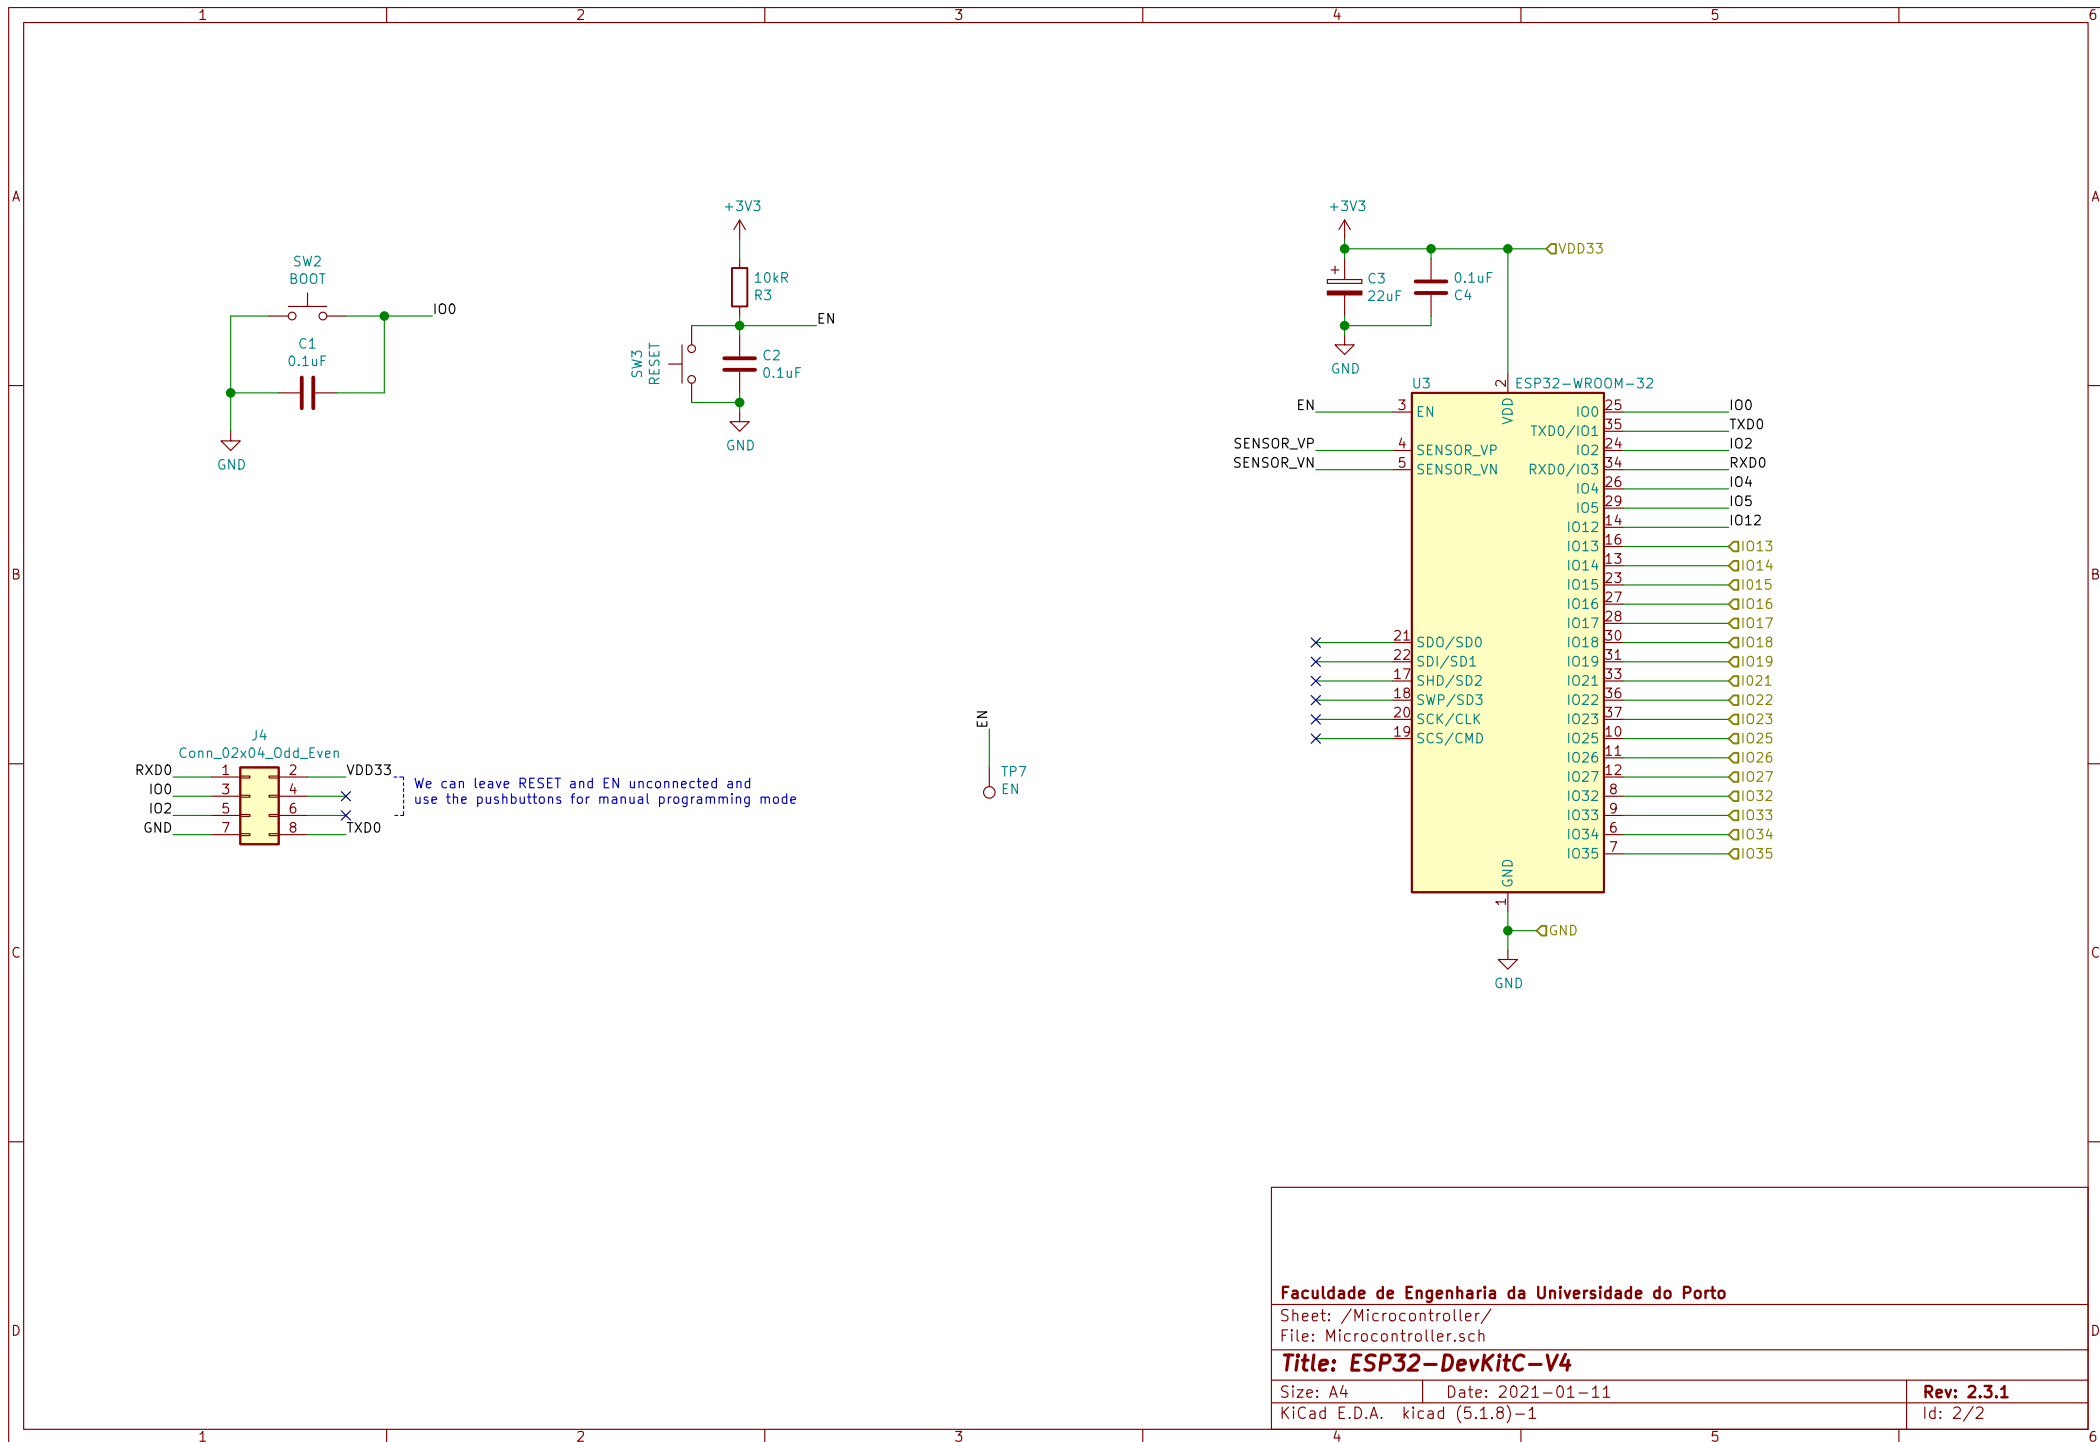 1 2 3 4 5 6
A
B
C
D
A
B
C
D
1 2 3 4 5 6
SW2
BOOT
IO0
C1
0.1uF
GND
+3V3
10kR
R3
EN
SW3
RESET
C2
0.1uF
GND
+3V3
VDD33
+
C3
22uF
0.1uF
C4
GND
U3
ESP32-WROOM-32
2
VDD
EN 3 EN
SENSOR_VP 4 SENSOR_VP
SENSOR_VN 5 SENSOR_VN
21 SDO/SD0
22 SDI/SD1
17 SHD/SD2
18 SWP/SD3
20 SCK/CLK
19 SCS/CMD
IO0 25 IO0
TXD0/IO1 35 TXD0
IO2 24 IO2
RXD0/IO3 34 RXD0
IO4 26 IO4
IO5 29 IO5
IO12 14 IO12
IO13 16 IO13
IO14 13 IO14
IO15 23 IO15
IO16 27 IO16
IO17 28 IO17
IO18 30 IO18
IO19 31 IO19
IO21 33 IO21
IO22 36 IO22
IO23 37 IO23
IO25 10 IO25
IO26 11 IO26
IO27 12 IO27
IO32 8 IO32
IO33 9 IO33
IO34 6 IO34
IO35 7 IO35
GND
1
GND
GND
J4
Conn_02x04_Odd_Even
RXD0 1 2 VDD33
IO0 3 4
IO2 5 6
GND 7 8 TXD0
We can leave RESET and EN unconnected and
use the pushbuttons for manual programming mode
EN
TP7
EN
Faculdade de Engenharia da Universidade do Porto
Sheet: /Microcontroller/
File: Microcontroller.sch
Title: ESP32-DevKitC-V4
Size: A4 Date: 2021-01-11 Rev: 2.3.1
KiCad E.D.A. kicad (5.1.8)-1 Id: 2/2